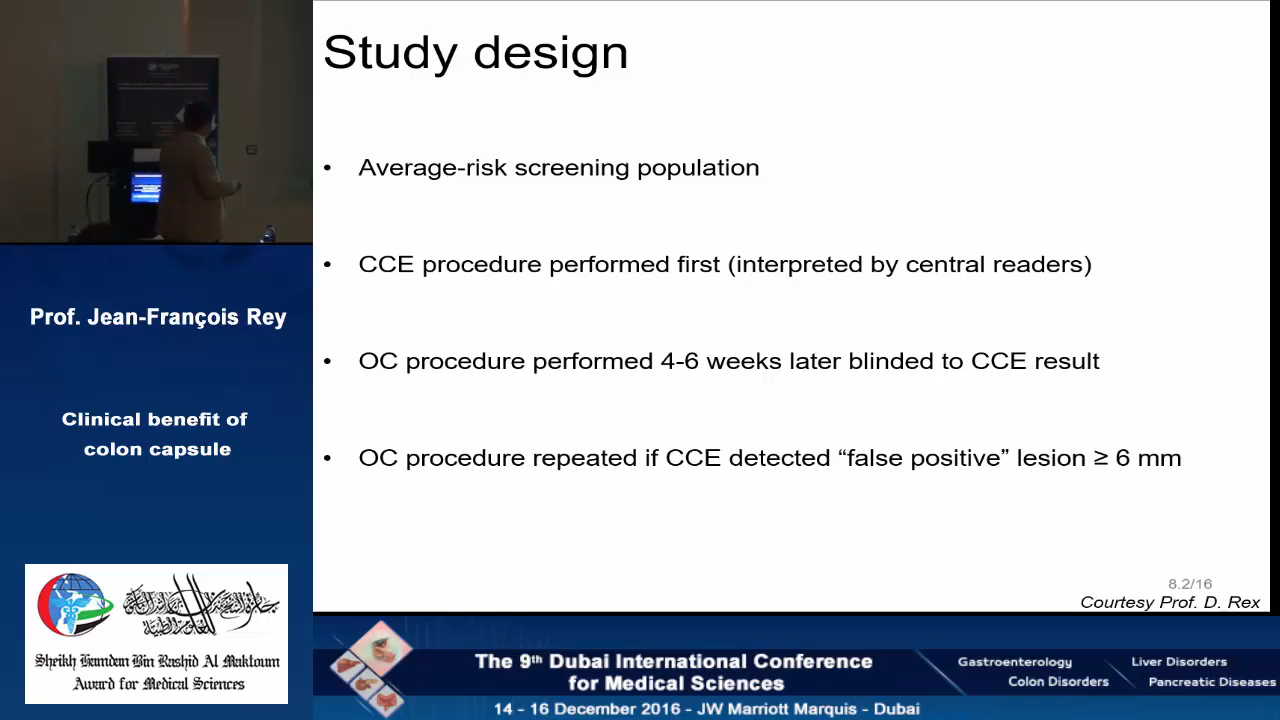 Study design
• Average-risk screening population
• CCE procedure performed first (interpreted by central readers)
• OC procedure performed 4-6 weeks later blinded to CCE result
• OC procedure repeated if CCE detected “false positive” lesion ≥ 6 mm
8.2/16
Courtesy Prof. D. Rex
Prof. Jean-François Rey
Clinical benefit of
colon capsule
Sheikh Hamdan Bin Rashid Al Maktoum
Award for Medical Sciences
The 9th Dubai International Conference
for Medical Sciences
14 - 16 December 2016 - JW Marriott Marquis - Dubai
Gastroenterology
Liver Disorders
Colon Disorders
Pancreatic Diseases